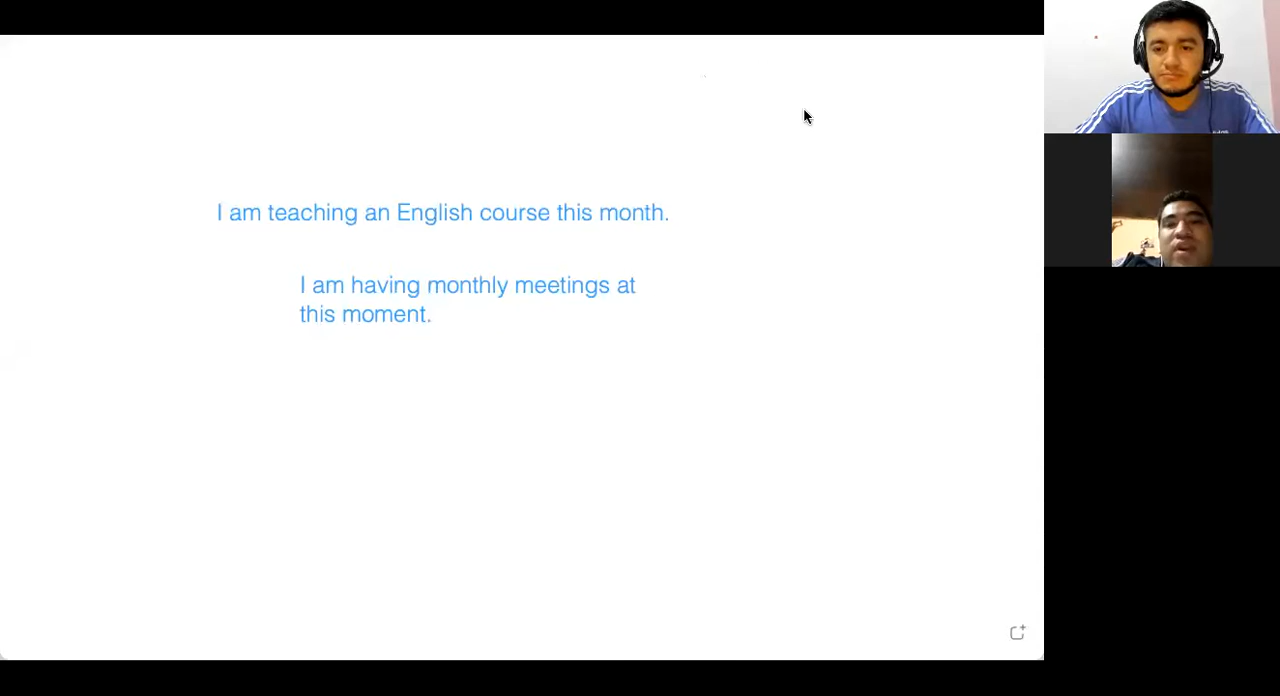 I am teaching an English course this month.
I am having monthly meetings at
this moment.